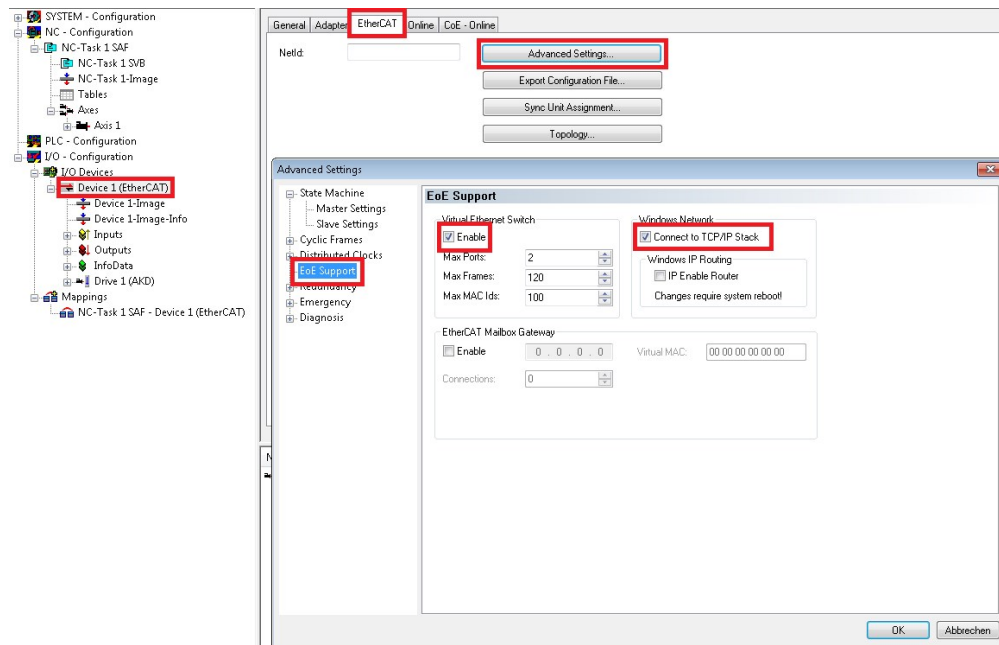 SYSTEM - Configuration
NC - Configuration
NC-Task 1 SAF
NC-Task 1 SVB
NC-Task 1-Image
Tables
Axes
Axis 1
PLC - Configuration
I/O - Configuration
I/O Devices
Device 1 (EtherCAT)
Device 1-Image
Device 1-Image-Info
Inputs
Outputs
InfoData
Drive 1 (AKD)
Mappings
NC-Task 1 SAF - Device 1 (EtherCAT)
General Adapter EtherCAT Online CoE - Online
NetId:
Advanced Settings...
Export Configuration File...
Sync Unit Assignment...
Topology...
Advanced Settings
State Machine
Master Settings
Slave Settings
Cyclic Frames
Distributed Clocks
EoE Support
Redundancy
Emergency
Diagnosis
EoE Support
Virtual Ethernet Switch
Enable
Max Ports: 2
Max Frames: 120
Max MAC Ids: 100
Windows Network
Connect to TCP/IP Stack
Windows IP Routing
IP Enable Router
Changes require system reboot!
EtherCAT Mailbox Gateway
Enable 0 . 0 . 0 . 0 Virtual MAC: 00 00 00 00 00 00
Connections: 0
OK Abbrechen